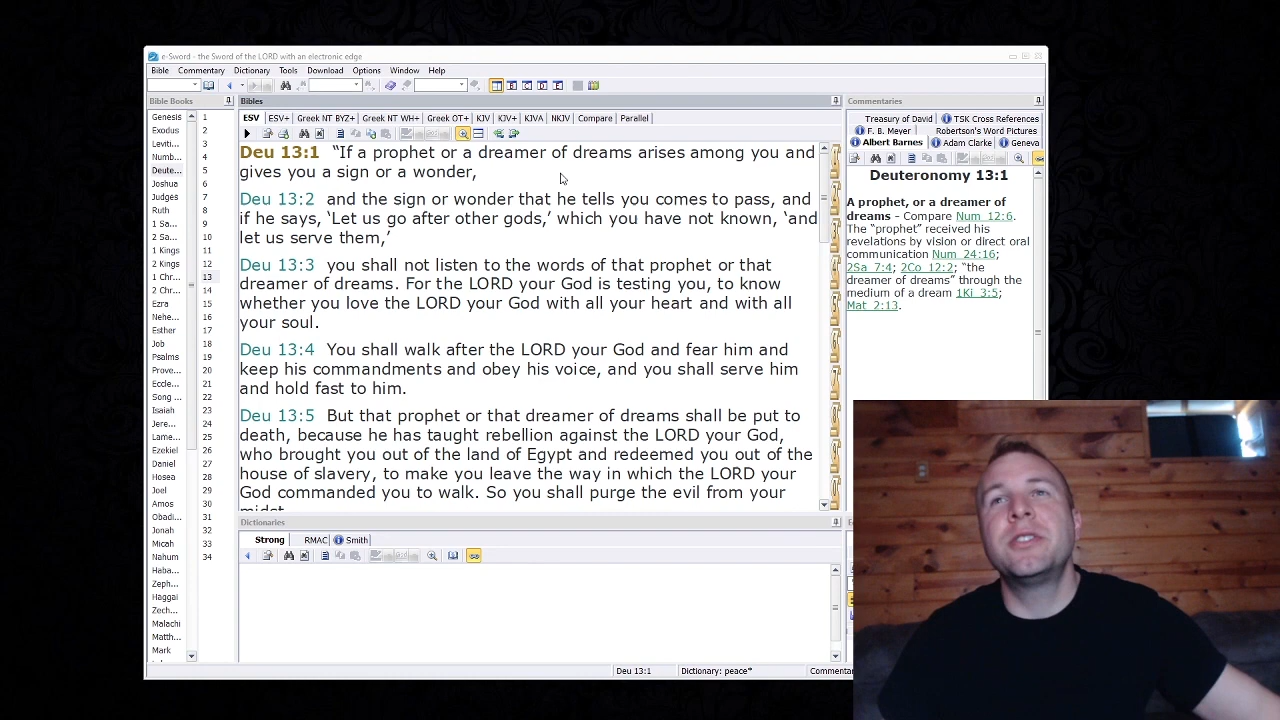 e-Sword - the Sword of the LORD with an electronic edge
Bible Commentary Dictionary Tools Download Options Window Help
Bible Books
Genesis
Exodus
Leviti...
Numb...
Deute...
Joshua
Judges
Ruth
1 Sa...
2 Sa...
1 Kings
2 Kings
1 Chr...
2 Chr...
Ezra
Nehe...
Esther
Job
Psalms
Prove...
Eccle...
Song ...
Isaiah
Jere...
Lame...
Ezekiel
Daniel
Hosea
Joel
Amos
Obadi...
Jonah
Micah
Nahum
Haba...
Zeph...
Haggai
Zech...
Malachi
Matth...
Mark
1
2
3
4
5
6
7
8
9
10
11
12
13
14
15
16
17
18
19
20
21
22
23
24
25
26
27
28
29
30
31
32
33
34
Bibles
ESV ESV+ Greek NT BYZ+ Greek NT WH+ Greek OT+ KJV KJV+ KJVA NKJV Compare Parallel
Deu 13:1 “If a prophet or a dreamer of dreams arises among you and
gives you a sign or a wonder,
Deu 13:2 and the sign or wonder that he tells you comes to pass, and
if he says, ‘Let us go after other gods,’ which you have not known, ‘and
let us serve them,’
Deu 13:3 you shall not listen to the words of that prophet or that
dreamer of dreams. For the LORD your God is testing you, to know
whether you love the LORD your God with all your heart and with all
your soul.
Deu 13:4 You shall walk after the LORD your God and fear him and
keep his commandments and obey his voice, and you shall serve him
and hold fast to him.
Deu 13:5 But that prophet or that dreamer of dreams shall be put to
death, because he has taught rebellion against the LORD your God,
who brought you out of the land of Egypt and redeemed you out of the
house of slavery, to make you leave the way in which the LORD your
God commanded you to walk. So you shall purge the evil from your
midst.
Dictionaries
Strong RMAC Smith
Commentaries
Treasury of David TSK Cross References
F. B. Meyer Robertson's Word Pictures
Albert Barnes Adam Clarke Geneva
Deuteronomy 13:1
A prophet, or a dreamer of
dreams - Compare Num_12:6.
The “prophet” received his
revelations by vision or direct oral
communication Num_24:16;
2Sa_7:4; 2Co_12:2; “the
dreamer of dreams” through the
medium of a dream 1Ki_3:5;
Mat_2:13.
Deu 13:1 Dictionary: peace* Commenta